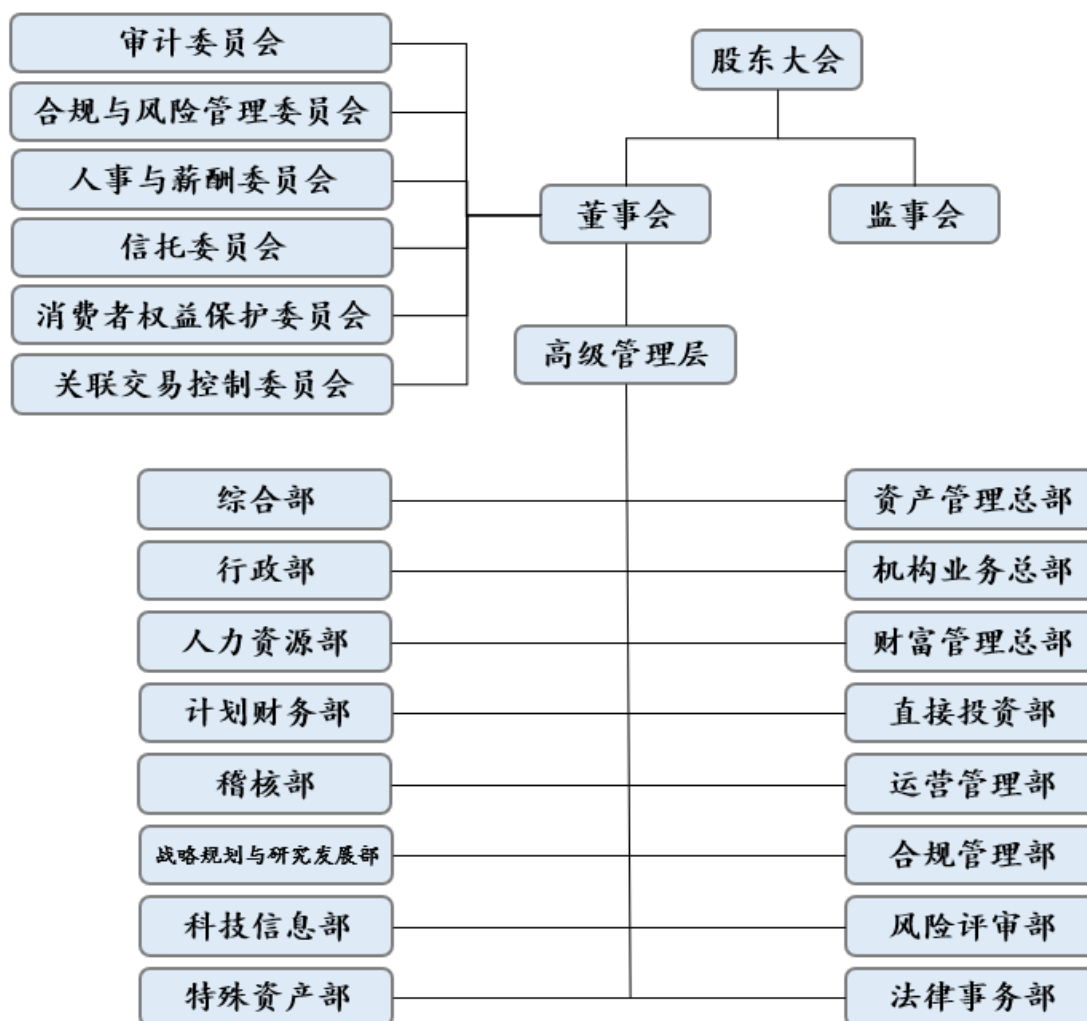 股东大会
董事会
监事会
审计委员会
合规与风险管理委员会
人事与薪酬委员会
信托委员会
消费者权益保护委员会
关联交易控制委员会
高级管理层
综合部
资产管理总部
行政部
机构业务总部
人力资源部
财富管理总部
计划财务部
直接投资部
稽核部
运营管理部
战略规划与研究发展部
合规管理部
科技信息部
风险评审部
特殊资产部
法律事务部